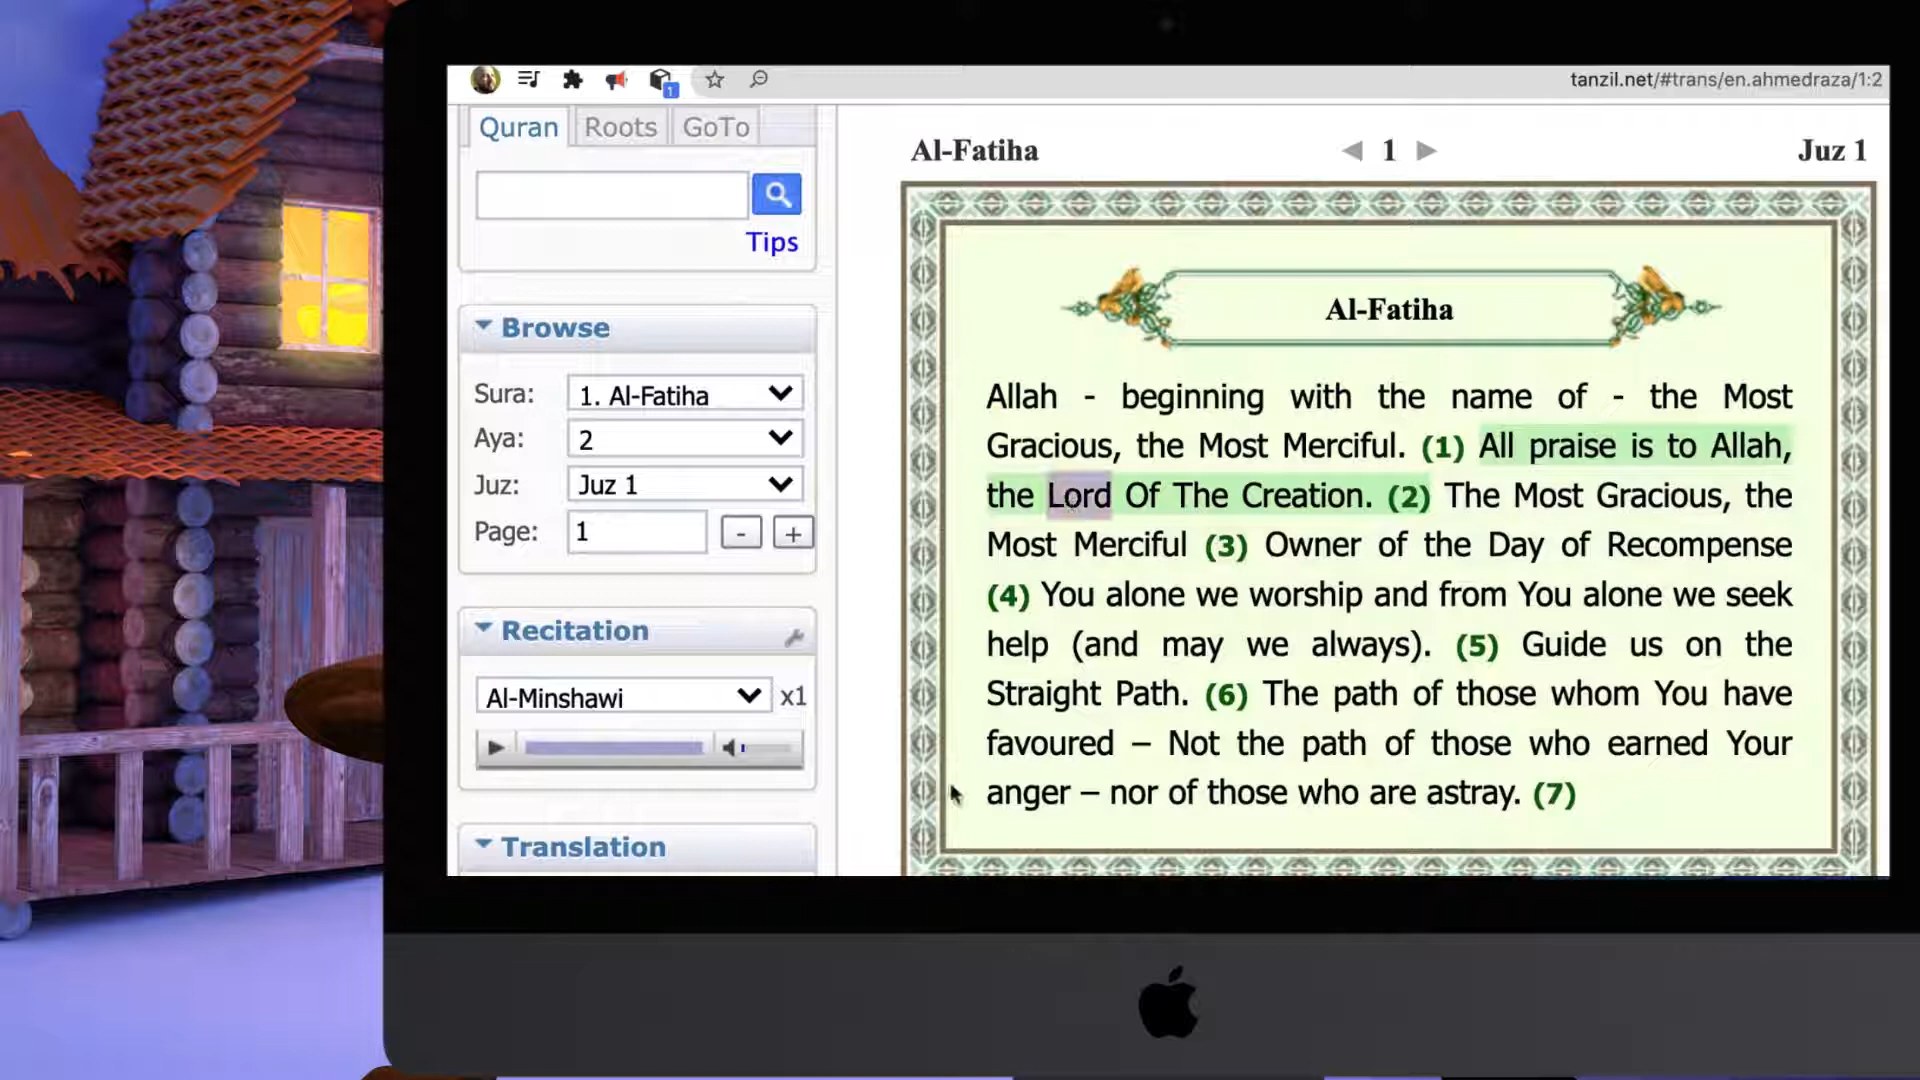 tanzil.net/#trans/en.ahmedraza/1:2
1
Quran Roots GoTo
Tips
Browse
Sura: 1. Al-Fatiha
Aya: 2
Juz: Juz 1
Page: 1 - +
Recitation
Al-Minshawi x1
Translation
Al-Fatiha 1 Juz 1
Al-Fatiha
Allah - beginning with the name of - the Most
Gracious, the Most Merciful. (1) All praise is to Allah,
the Lord Of The Creation. (2) The Most Gracious, the
Most Merciful (3) Owner of the Day of Recompense
(4) You alone we worship and from You alone we seek
help (and may we always). (5) Guide us on the
Straight Path. (6) The path of those whom You have
favoured – Not the path of those who earned Your
anger – nor of those who are astray. (7)